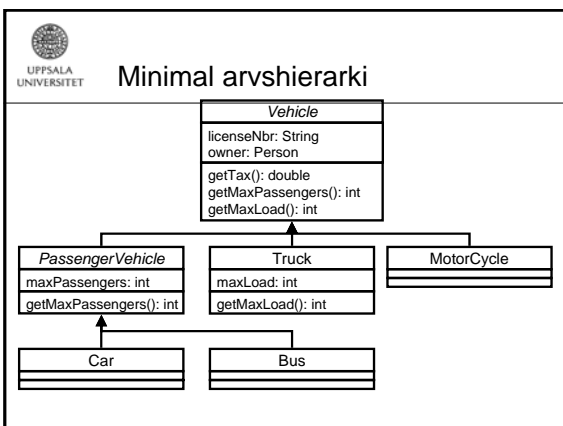 UPPSALA
UNIVERSITET
Minimal arvshierarki
Vehicle
licenseNbr: String
owner: Person
getTax(): double
getMaxPassengers(): int
getMaxLoad(): int
PassengerVehicle
maxPassengers: int
getMaxPassengers(): int
Truck
maxLoad: int
getMaxLoad(): int
MotorCycle
Car
Bus